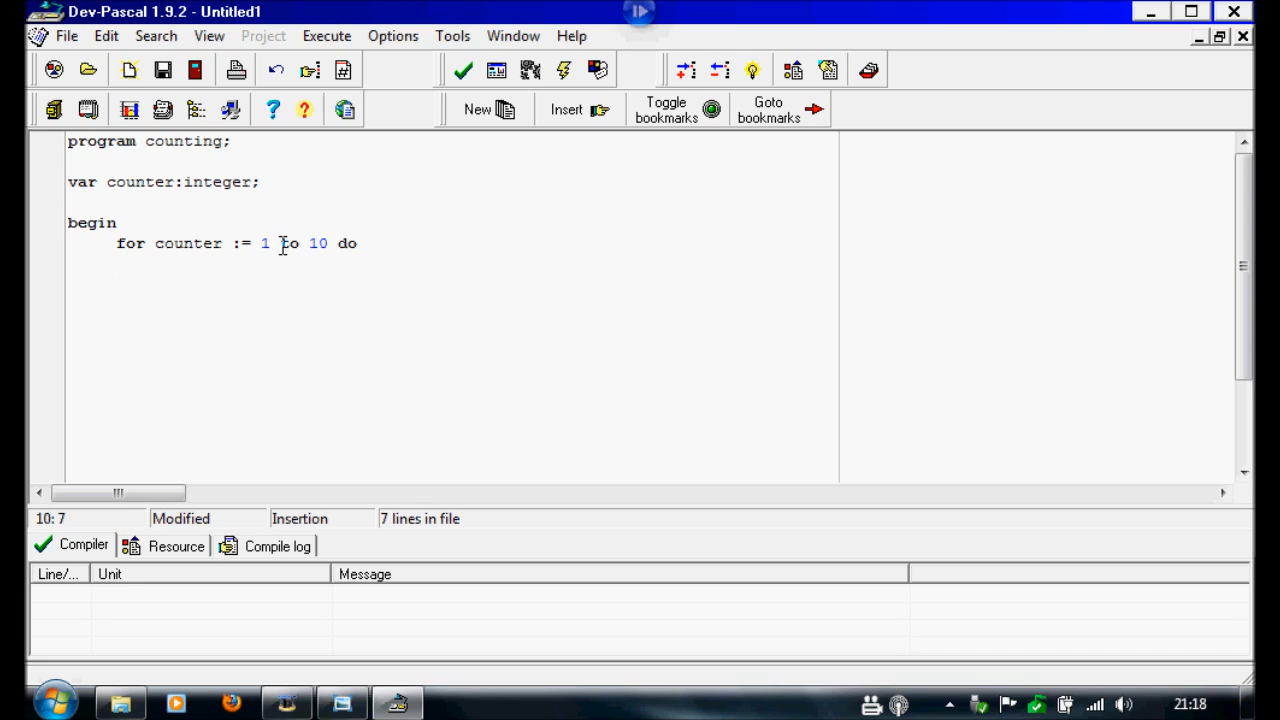 Dev-Pascal 1.9.2 - Untitled1
File Edit Search View Project Execute Options Tools Window Help
New Insert Toggle bookmarks Goto bookmarks
program counting;
var counter:integer;
begin
for counter := 1 to 10 do
10: 7 Modified Insertion 7 lines in file
Compiler Resource Compile log
Line/... Unit Message
21:18